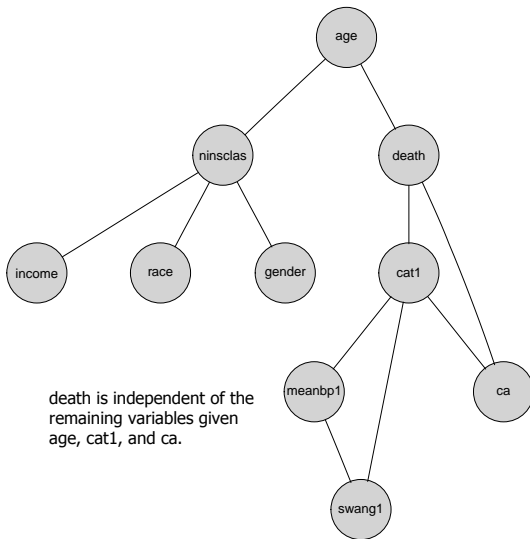 age
ninsclas
death
income
race
gender
cat1
meanbp1
ca
death is independent of the
remaining variables given
age, cat1, and ca.
swang1